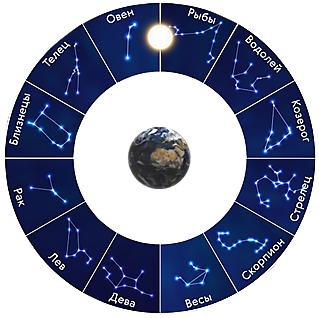 Овен
Рыбы
Водолей
Козерог
Стрелец
Скорпион
Весы
Дева
Лев
Рак
Близнецы
Телец